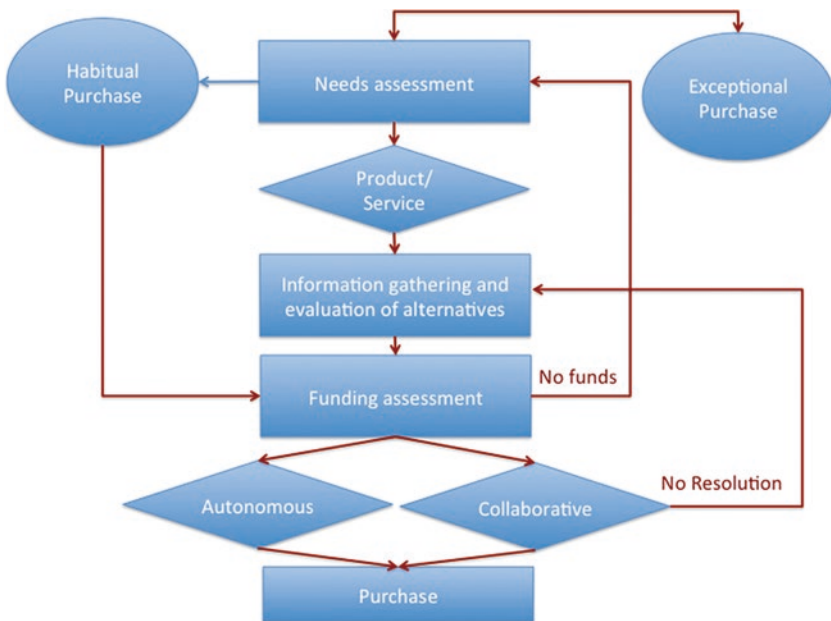 Habitual
Purchase
Needs assessment
Exceptional
Purchase
Product/
Service
Information gathering and
evaluation of alternatives
Funding assessment
No funds
Autonomous
Collaborative
No Resolution
Purchase